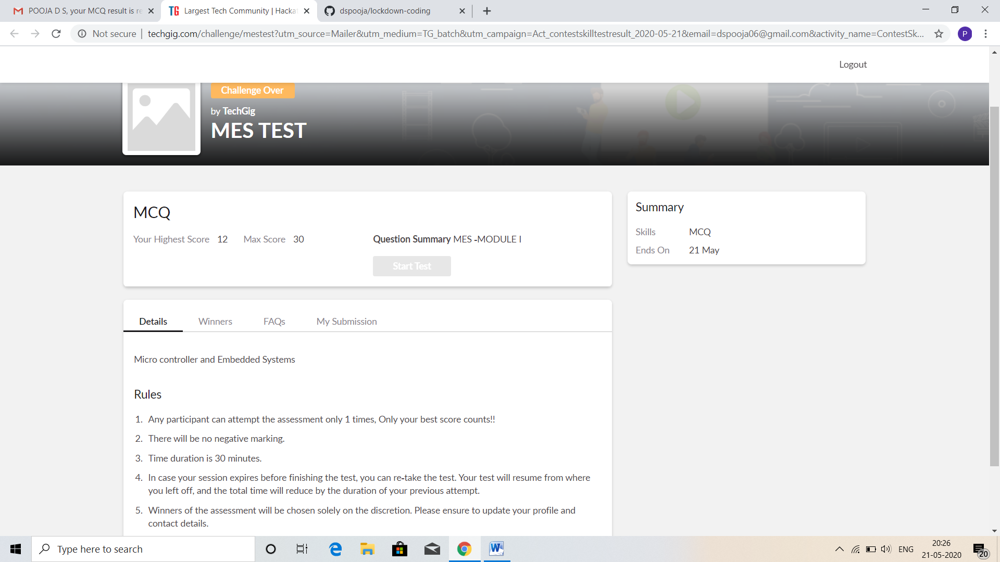 POOJA D S, your MCQ result is re
Largest Tech Community | Hacka
dspooja/lockdown-coding
Not secure
techgig.com/challenge/mestest?utm_source=Mailer&utm_medium=TG_batch&utm_campaign=Act_contestskilltestresult_2020-05-21&email=dspooja06@gmail.com&activity_name=ContestSk...
P
Logout
Challenge Over
by TechGig
MES TEST
MCQ
Your Highest Score 12 Max Score 30
Question Summary MES -MODULE I
Start Test
Summary
Skills MCQ
Ends On 21 May
Details Winners FAQs My Submission
Micro controller and Embedded Systems
Rules
1. Any participant can attempt the assessment only 1 times, Only your best score counts!!
2. There will be no negative marking.
3. Time duration is 30 minutes.
4. In case your session expires before finishing the test, you can re-take the test. Your test will resume from where
you left off, and the total time will reduce by the duration of your previous attempt.
5. Winners of the assessment will be chosen solely on the discretion. Please ensure to update your profile and
contact details.
Type here to search
ENG
20:26
21-05-2020
20